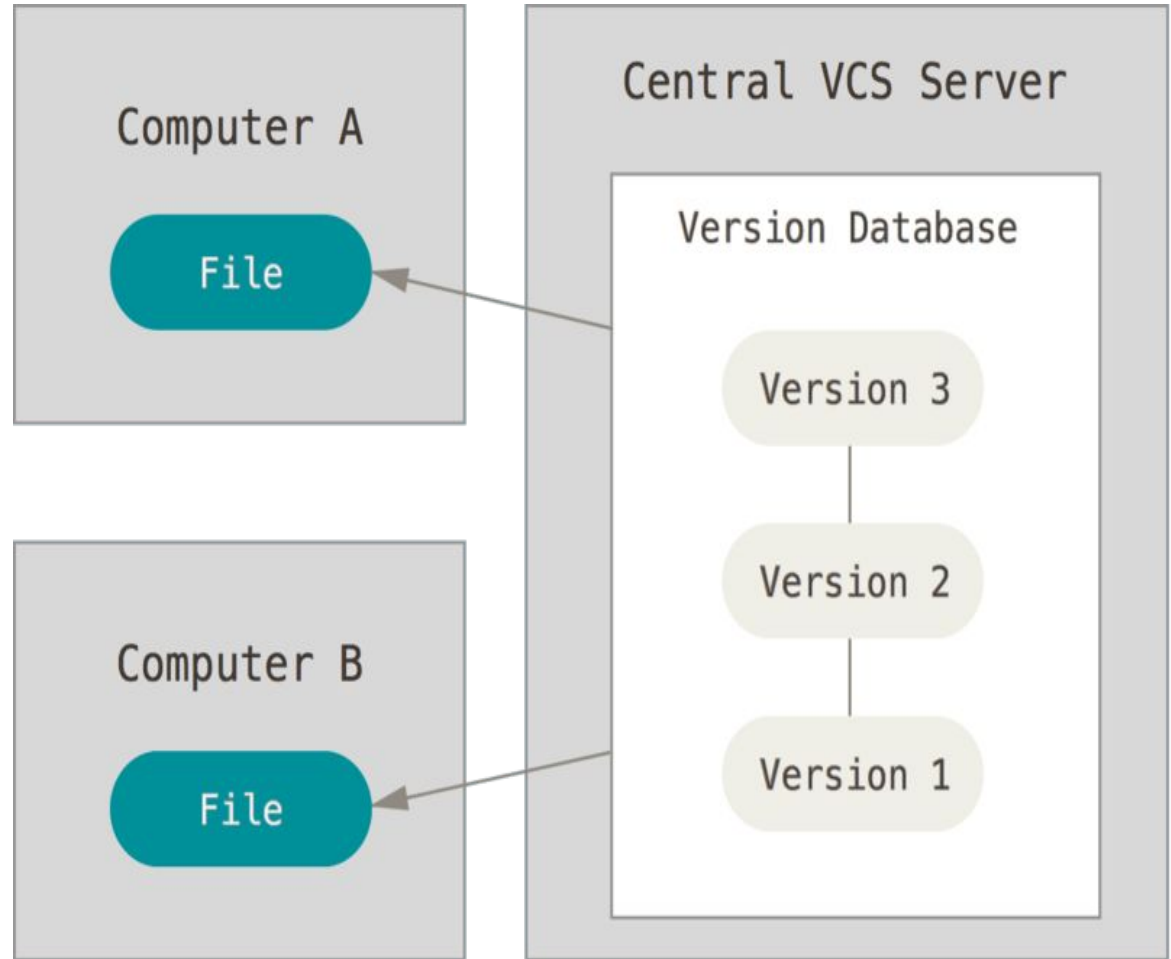 Computer A
File
Computer B
File
Central VCS Server
Version Database
Version 3
Version 2
Version 1